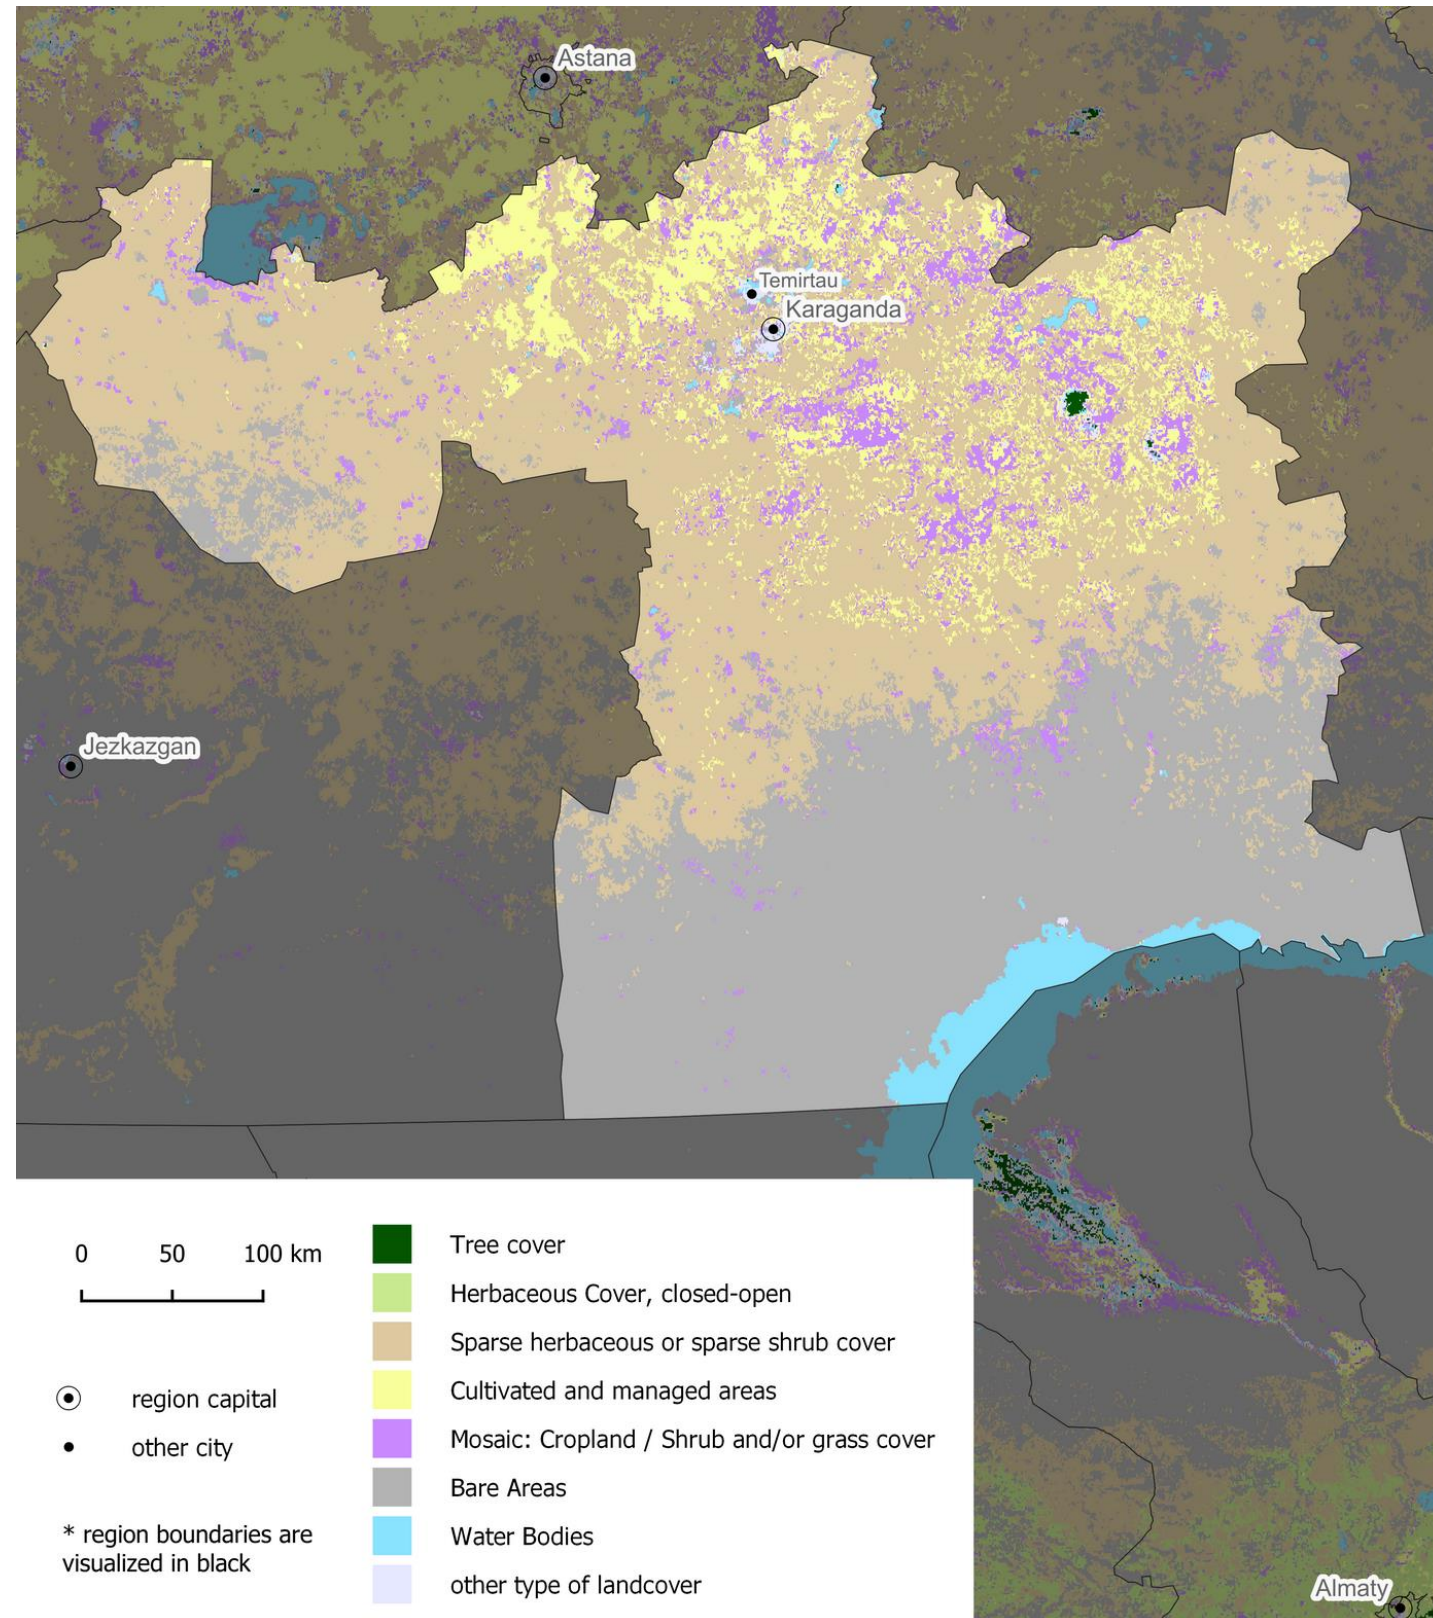 Astana
Temirtau
Karaganda
Jezkazgan
0 50 100 km
region capital
other city
* region boundaries are
visualized in black
Tree cover
Herbaceous Cover, closed-open
Sparse herbaceous or sparse shrub cover
Cultivated and managed areas
Mosaic: Cropland / Shrub and/or grass cover
Bare Areas
Water Bodies
other type of landcover
Almaty